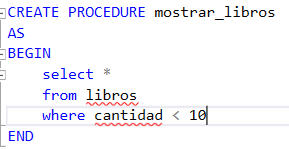 CREATE PROCEDURE mostrar_libros
AS
BEGIN
select *
from libros
where cantidad < 10
END